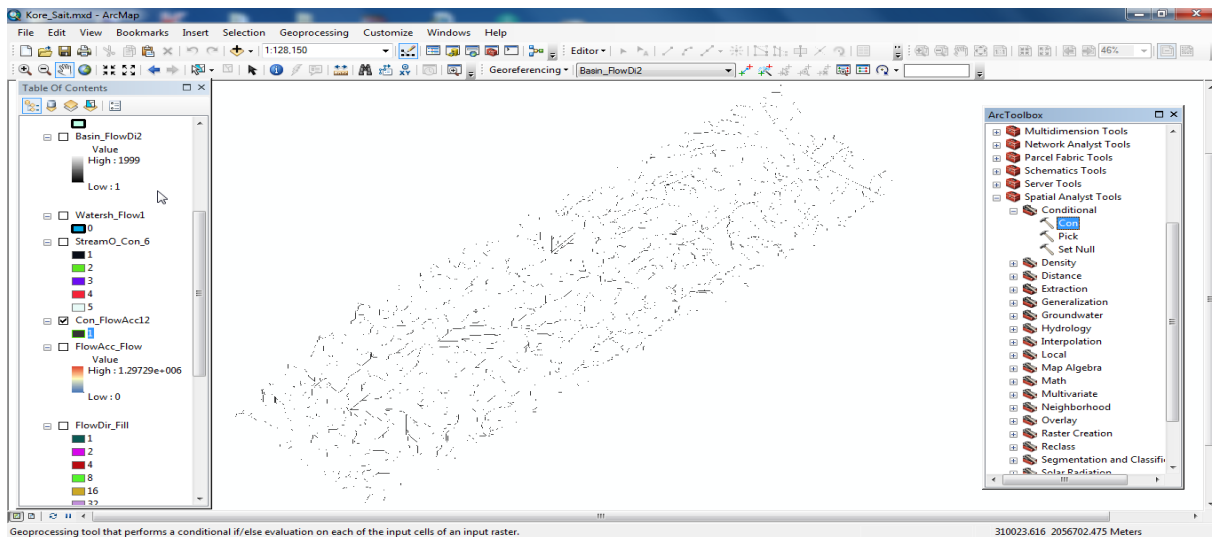 Kore_Sait.mxd - ArcMap
File Edit View Bookmarks Insert Selection Geoprocessing Customize Windows Help
1:128,150 Editor 46%
Georeferencing Basin_FlowDi2
Table Of Contents
Basin_FlowDi2
Value
High : 1999
Low : 1
Watersh_Flow1
0
StreamO_Con_6
1
2
3
4
5
Con_FlowAcc12
1
FlowAcc_Flow
Value
High : 1.29729e+006
Low : 0
FlowDir_Fill
1
2
4
8
16
32
ArcToolbox
Multidimension Tools
Network Analyst Tools
Parcel Fabric Tools
Schematics Tools
Server Tools
Spatial Analyst Tools
Conditional
Con
Pick
Set Null
Density
Distance
Extraction
Generalization
Groundwater
Hydrology
Interpolation
Local
Map Algebra
Math
Multivariate
Neighborhood
Overlay
Raster Creation
Reclass
Segmentation and Classifi
Solar Radiation
Geoprocessing tool that performs a conditional if/else evaluation on each of the input cells of an input raster.
310023.616 2056702.475 Meters